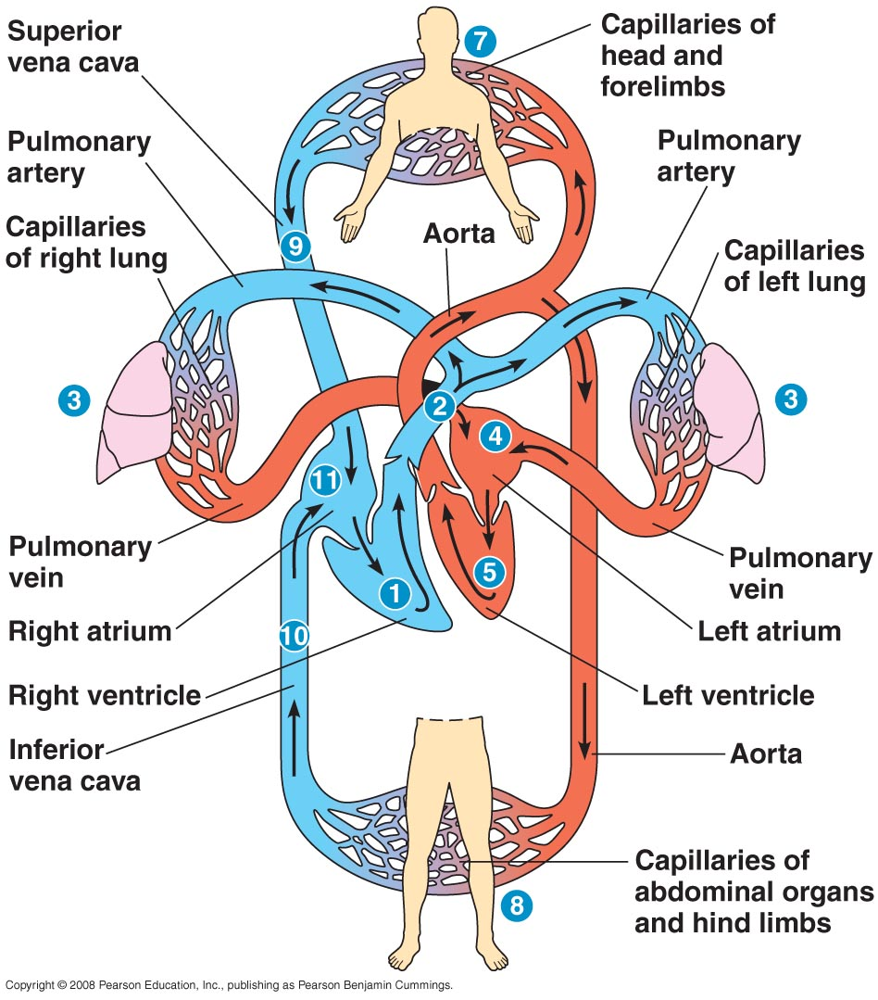 Superior
vena cava
7
Capillaries of
head and
forelimbs
Pulmonary
artery
Pulmonary
artery
Capillaries
of right lung
Aorta
9
Capillaries
of left lung
3
2
4
3
11
Pulmonary
vein
5
1
Pulmonary
vein
Right atrium
10
Left atrium
Right ventricle
Left ventricle
Inferior
vena cava
Aorta
Capillaries of
abdominal organs
and hind limbs
8
Copyright © 2008 Pearson Education, Inc., publishing as Pearson Benjamin Cummings.